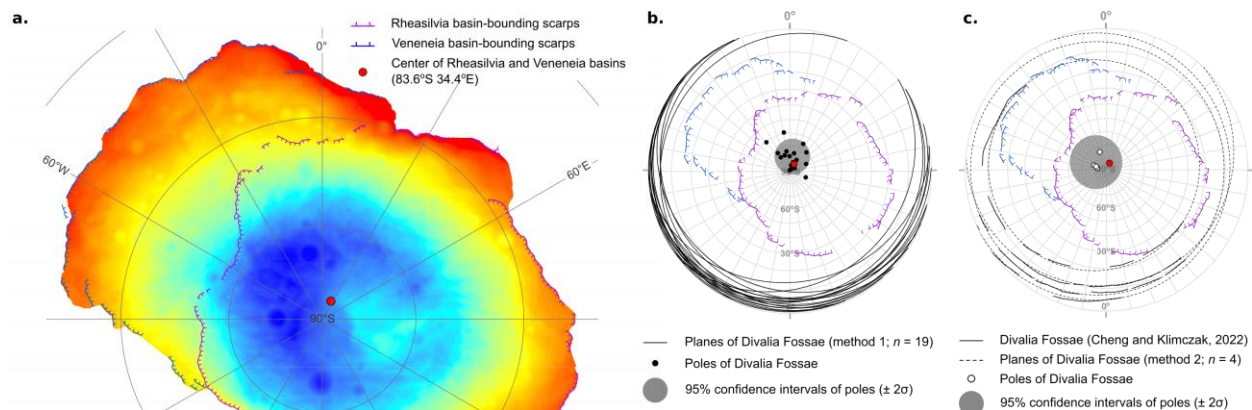 a.
Rheasilvia basin-bounding scarps
Veneneia basin-bounding scarps
Center of Rheasilvia and Veneneia basins
(83.6°S 34.4°E)
0°
60°W
60°E
90°S
b.
0°
60°S
30°S
0°
Planes of Divalia Fossae (method 1; n = 19)
Poles of Divalia Fossae
95% confidence intervals of poles (± 2σ)
c.
0°
90°S
60°S
30°S
0°
Divalia Fossae (Cheng and Klimczak, 2022)
Planes of Divalia Fossae (method 2; n = 4)
Poles of Divalia Fossae
95% confidence intervals of poles (± 2σ)